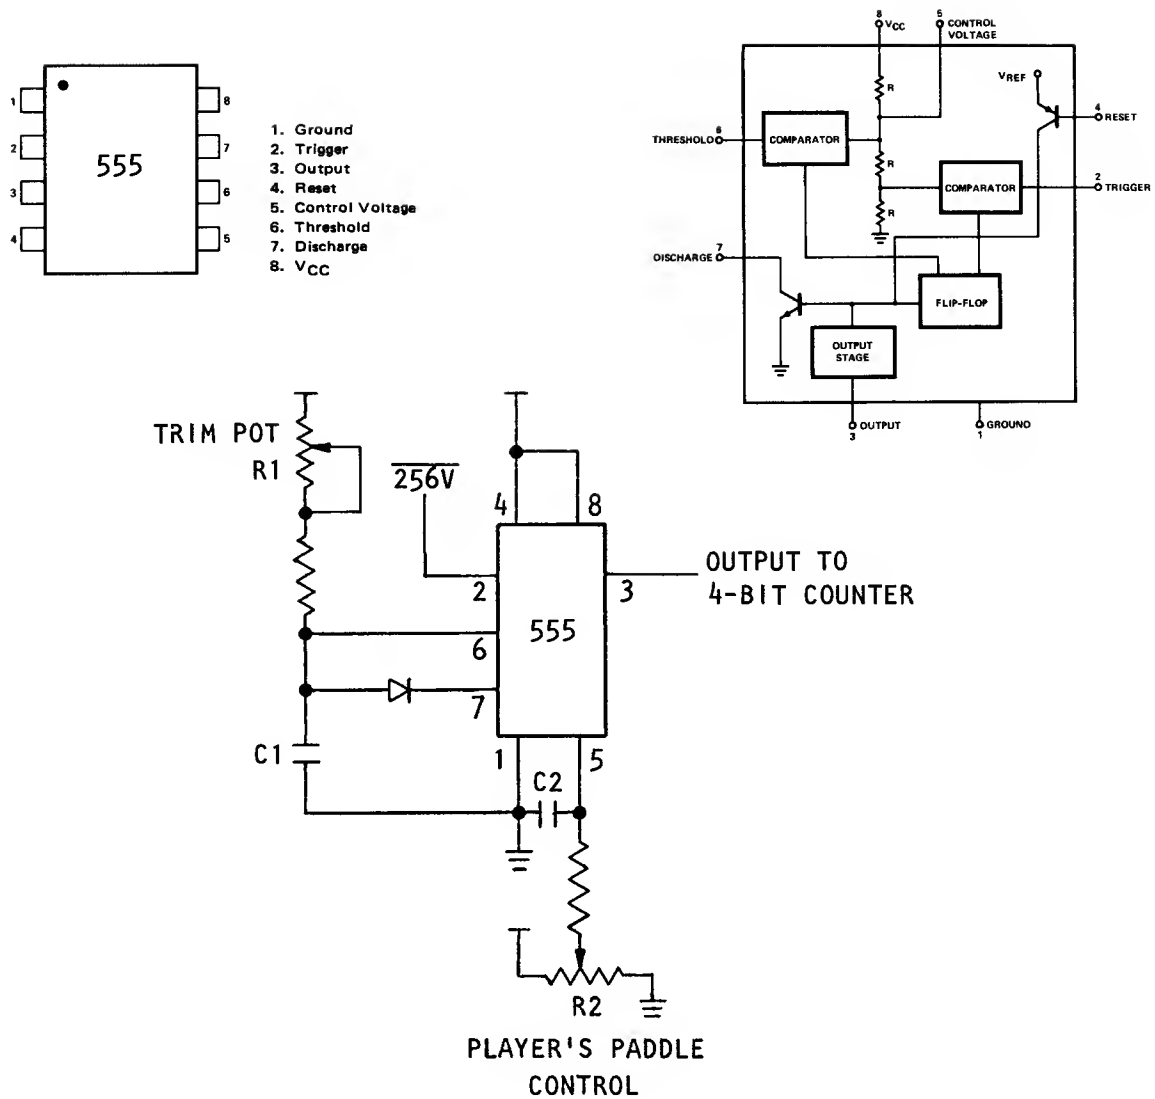 1
2
3
4
555
8
7
6
5
1. Ground
2. Trigger
3. Output
4. Reset
5. Control Voltage
6. Threshold
7. Discharge
8. VCC
8
VCC
5
CONTROL
VOLTAGE
VREF
R
4
RESET
6
THRESHOLD
COMPARATOR
R
2
TRIGGER
COMPARATOR
R
7
DISCHARGE
FLIP-FLOP
OUTPUT
STAGE
3
OUTPUT
1
GROUND
TRIM POT
R1
256V
4
8
2
555
3
OUTPUT TO
4-BIT COUNTER
6
7
C1
1
C2
5
R2
PLAYER'S PADDLE
CONTROL